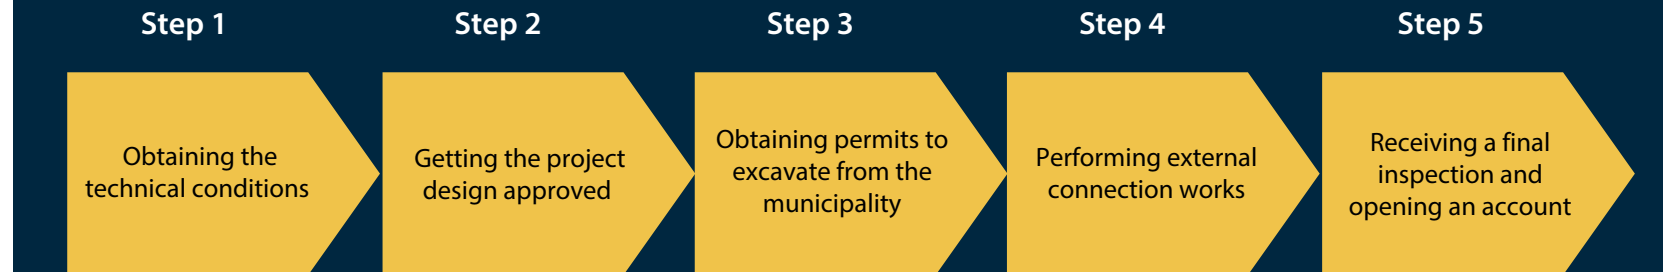 Step 1
Step 2
Step 3
Step 4
Step 5
Obtaining the
technical conditions
Getting the project
design approved
Obtaining permits to
excavate from the
municipality
Performing external
connection works
Receiving a final
inspection and
opening an account